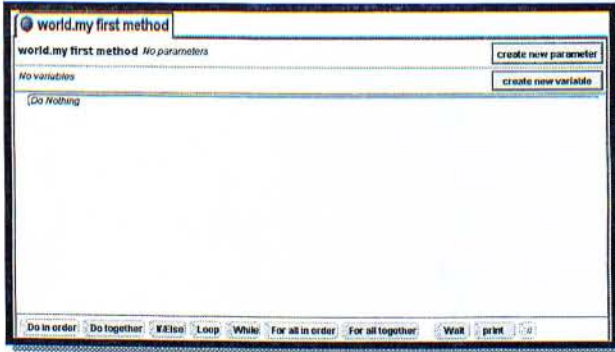 world.my first method
world.my first method No parameters
create new parameter
No variables
create new variable
(Do Nothing
Do in order Do together If/Else Loop While For all in order For all together Wait print